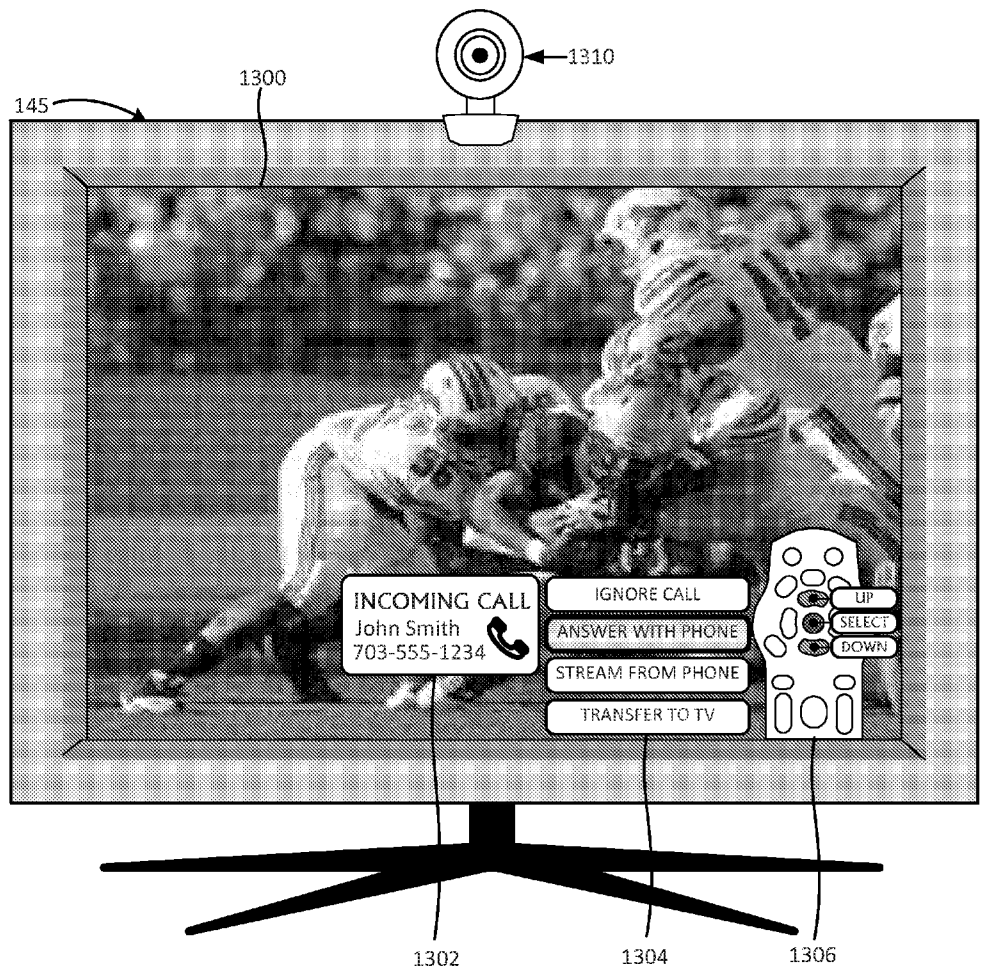 1310
1300
145
INCOMING CALL
John Smith
703-555-1234
IGNORE CALL
ANSWER WITH PHONE
STREAM FROM PHONE
TRANSFER TO TV
UP
SELECT
DOWN
1302
1304
1306